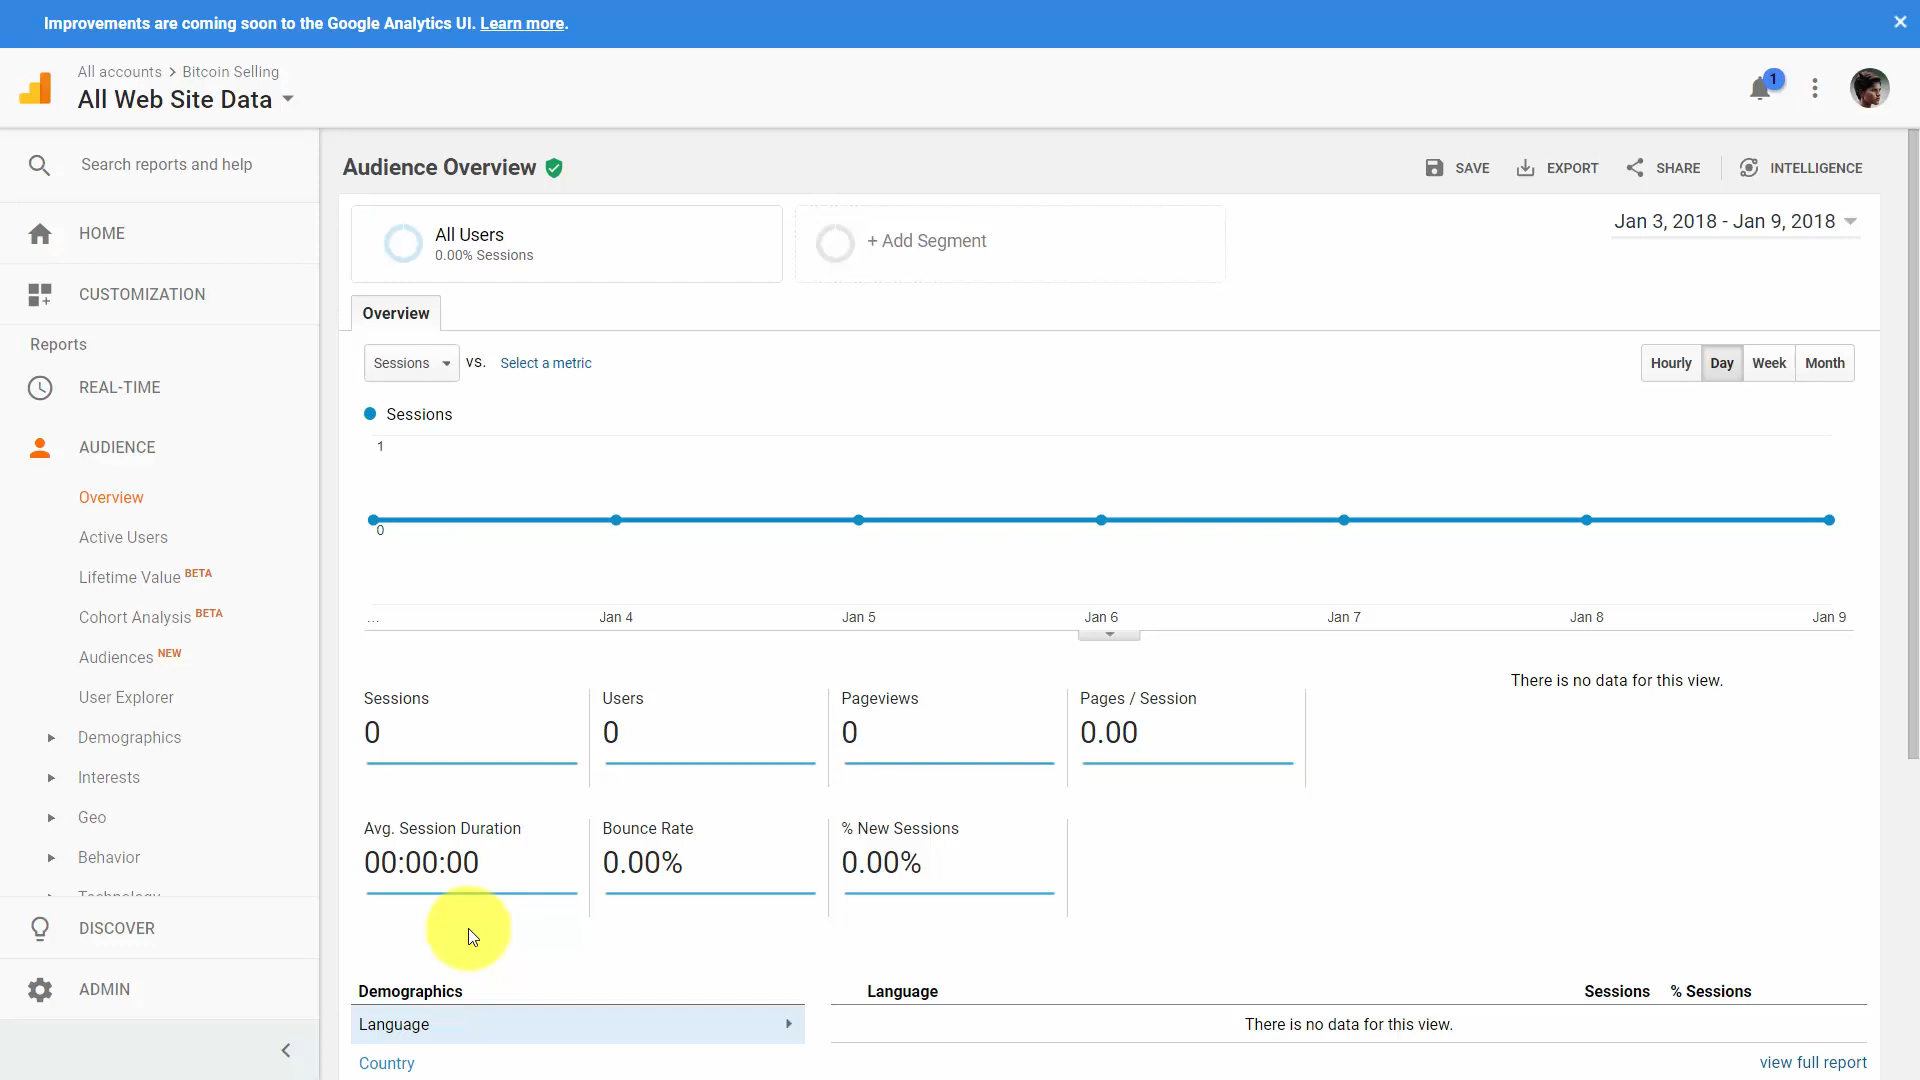 Improvements are coming soon to the Google Analytics UI. Learn more.
All accounts > Bitcoin Selling
All Web Site Data
1
Search reports and help
HOME
CUSTOMIZATION
Reports
REAL-TIME
AUDIENCE
Overview
Active Users
Lifetime Value BETA
Cohort Analysis BETA
Audiences NEW
User Explorer
Demographics
Interests
Geo
Behavior
Technology
DISCOVER
ADMIN
Audience Overview
SAVE
EXPORT
SHARE
INTELLIGENCE
All Users
0.00% Sessions
+ Add Segment
Jan 3, 2018 - Jan 9, 2018
Overview
Sessions
VS.
Select a metric
Hourly
Day
Week
Month
Sessions
1
0
...
Jan 4
Jan 5
Jan 6
Jan 7
Jan 8
Jan 9
Sessions
0
Users
0
Pageviews
0
Pages / Session
0.00
There is no data for this view.
Avg. Session Duration
00:00:00
Bounce Rate
0.00%
% New Sessions
0.00%
Demographics
Language
Country
Language
Sessions
% Sessions
There is no data for this view.
view full report